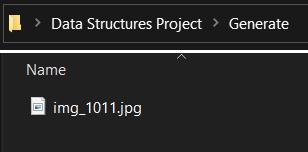 Data Structures Project > Generate
Name
img_1011.jpg